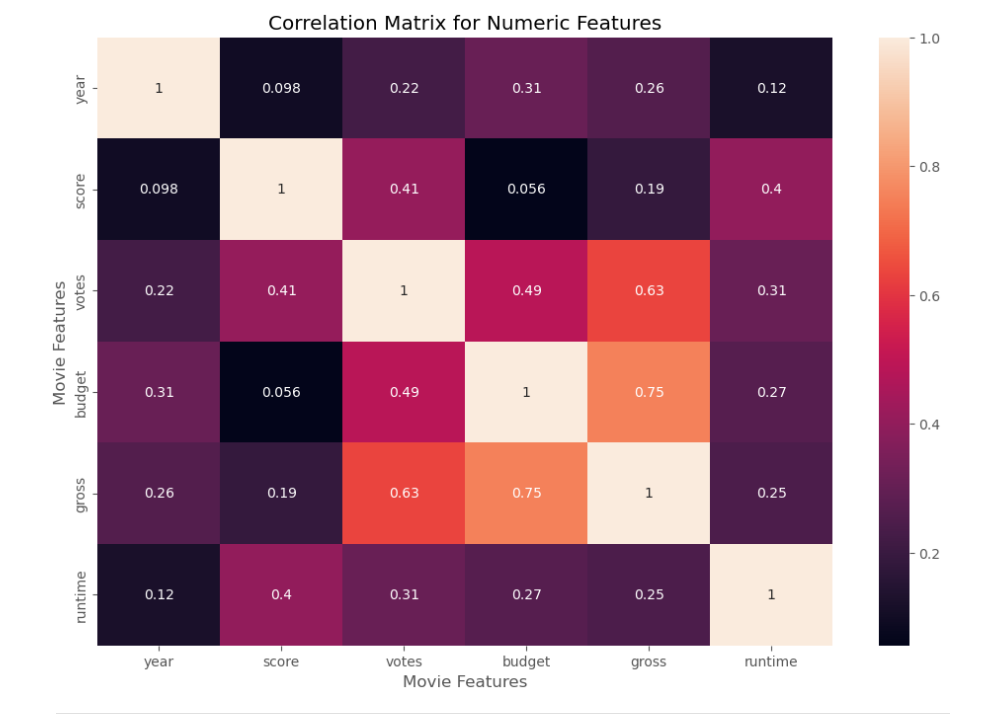 Correlation Matrix for Numeric Features
year 1 0.098 0.22 0.31 0.26 0.12
score 0.098 1 0.41 0.056 0.19 0.4
votes 0.22 0.41 1 0.49 0.63 0.31
budget 0.31 0.056 0.49 1 0.75 0.27
gross 0.26 0.19 0.63 0.75 1 0.25
runtime 0.12 0.4 0.31 0.27 0.25 1
Movie Features
year score votes budget gross runtime
Movie Features
1.0
0.8
0.6
0.4
0.2